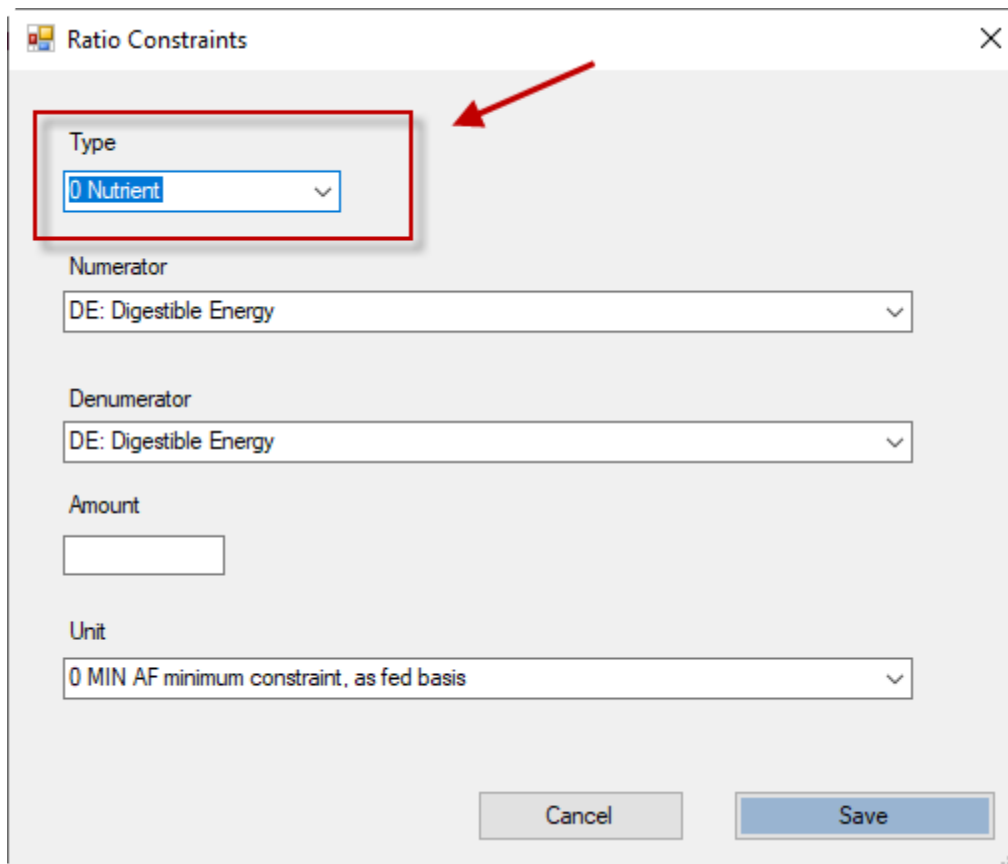 Ratio Constraints
Type
0 Nutrient
Numerator
DE: Digestible Energy
Denumerator
DE: Digestible Energy
Amount
Unit
0 MIN AF minimum constraint, as fed basis
Cancel
Save